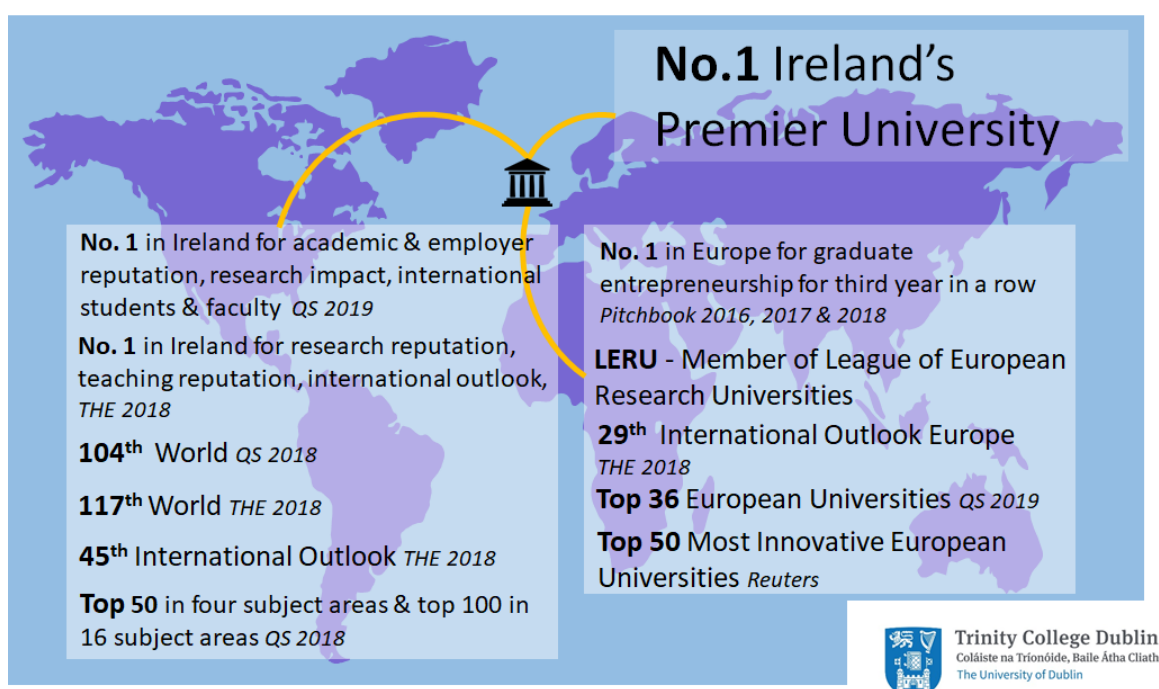 No.1 Ireland's
Premier University
No. 1 in Ireland for academic & employer
reputation, research impact, international
students & faculty QS 2019
No. 1 in Ireland for research reputation,
teaching reputation, international outlook,
THE 2018
104th World QS 2018
117th World THE 2018
45th International Outlook THE 2018
Top 50 in four subject areas & top 100 in
16 subject areas QS 2018
No. 1 in Europe for graduate
entrepreneurship for third year in a row
Pitchbook 2016, 2017 & 2018
LERU - Member of League of European
Research Universities
29th International Outlook Europe
THE 2018
Top 36 European Universities QS 2019
Top 50 Most Innovative European
Universities Reuters
Trinity College Dublin
Coláiste na Tríonóide, Baile Átha Cliath
The University of Dublin